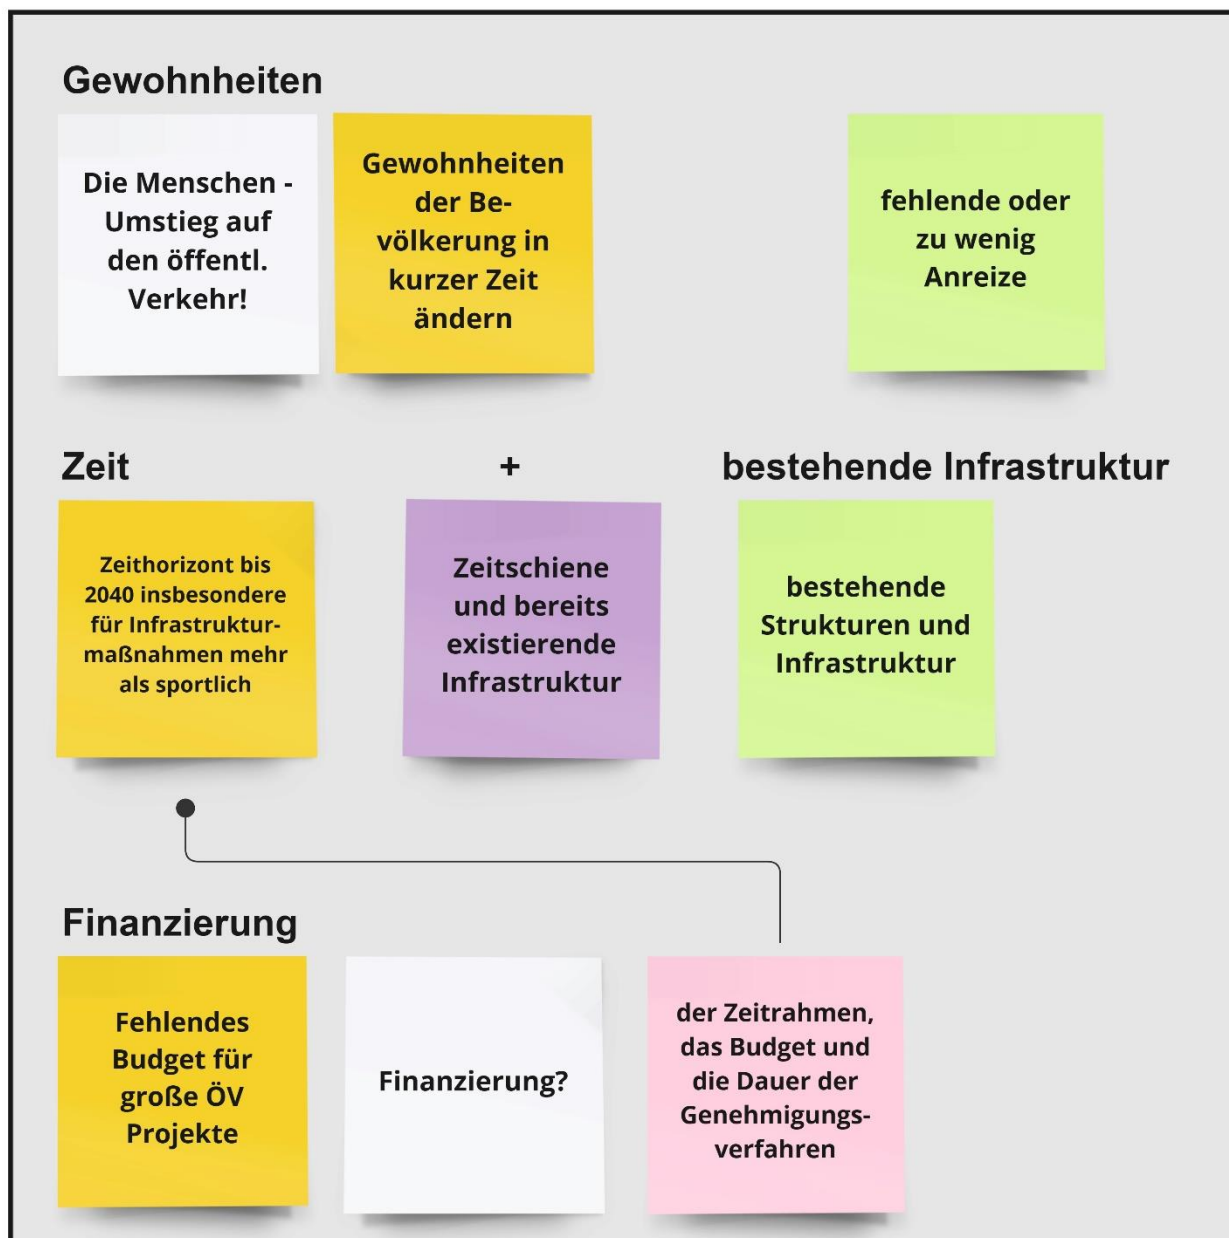 Gewohnheiten
Die Menschen -
Umstieg auf
den öffentl.
Verkehr!
Gewohnheiten
der Be-
völkerung in
kurzer Zeit
ändern
fehlende oder
zu wenig
Anreize
Zeit + bestehende Infrastruktur
Zeithorizont bis
2040 insbesondere
für Infrastruktur-
maßnahmen mehr
als sportlich
Zeitschiene
und bereits
existierende
Infrastruktur
bestehende
Strukturen und
Infrastruktur
Finanzierung
Fehlendes
Budget für
große ÖV
Projekte
Finanzierung?
der Zeitrahmen,
das Budget und
die Dauer der
Genehmigungs-
verfahren